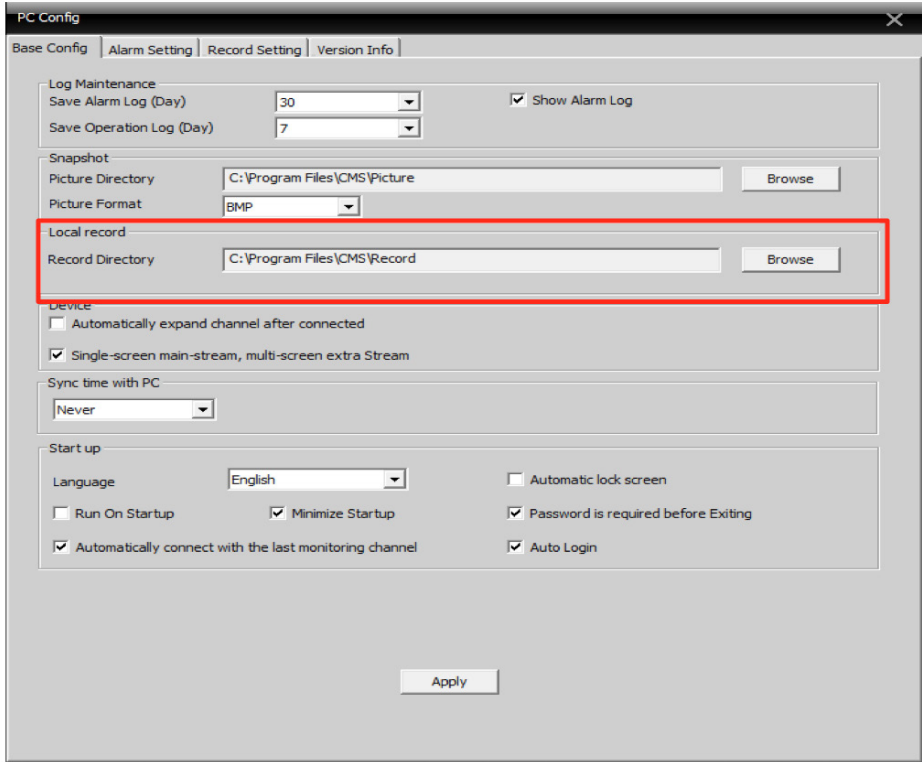 PC Config
Base Config Alarm Setting Record Setting Version Info
Log Maintenance
Save Alarm Log (Day) 30 Show Alarm Log
Save Operation Log (Day) 7
Snapshot
Picture Directory C:\Program Files\CMS\Picture Browse
Picture Format BMP
Local record
Record Directory C:\Program Files\CMS\Record Browse
Device
Automatically expand channel after connected
Single-screen main-stream, multi-screen extra Stream
Sync time with PC
Never
Start up
Language English Automatic lock screen
Run On Startup Minimize Startup Password is required before Exiting
Automatically connect with the last monitoring channel Auto Login
Apply